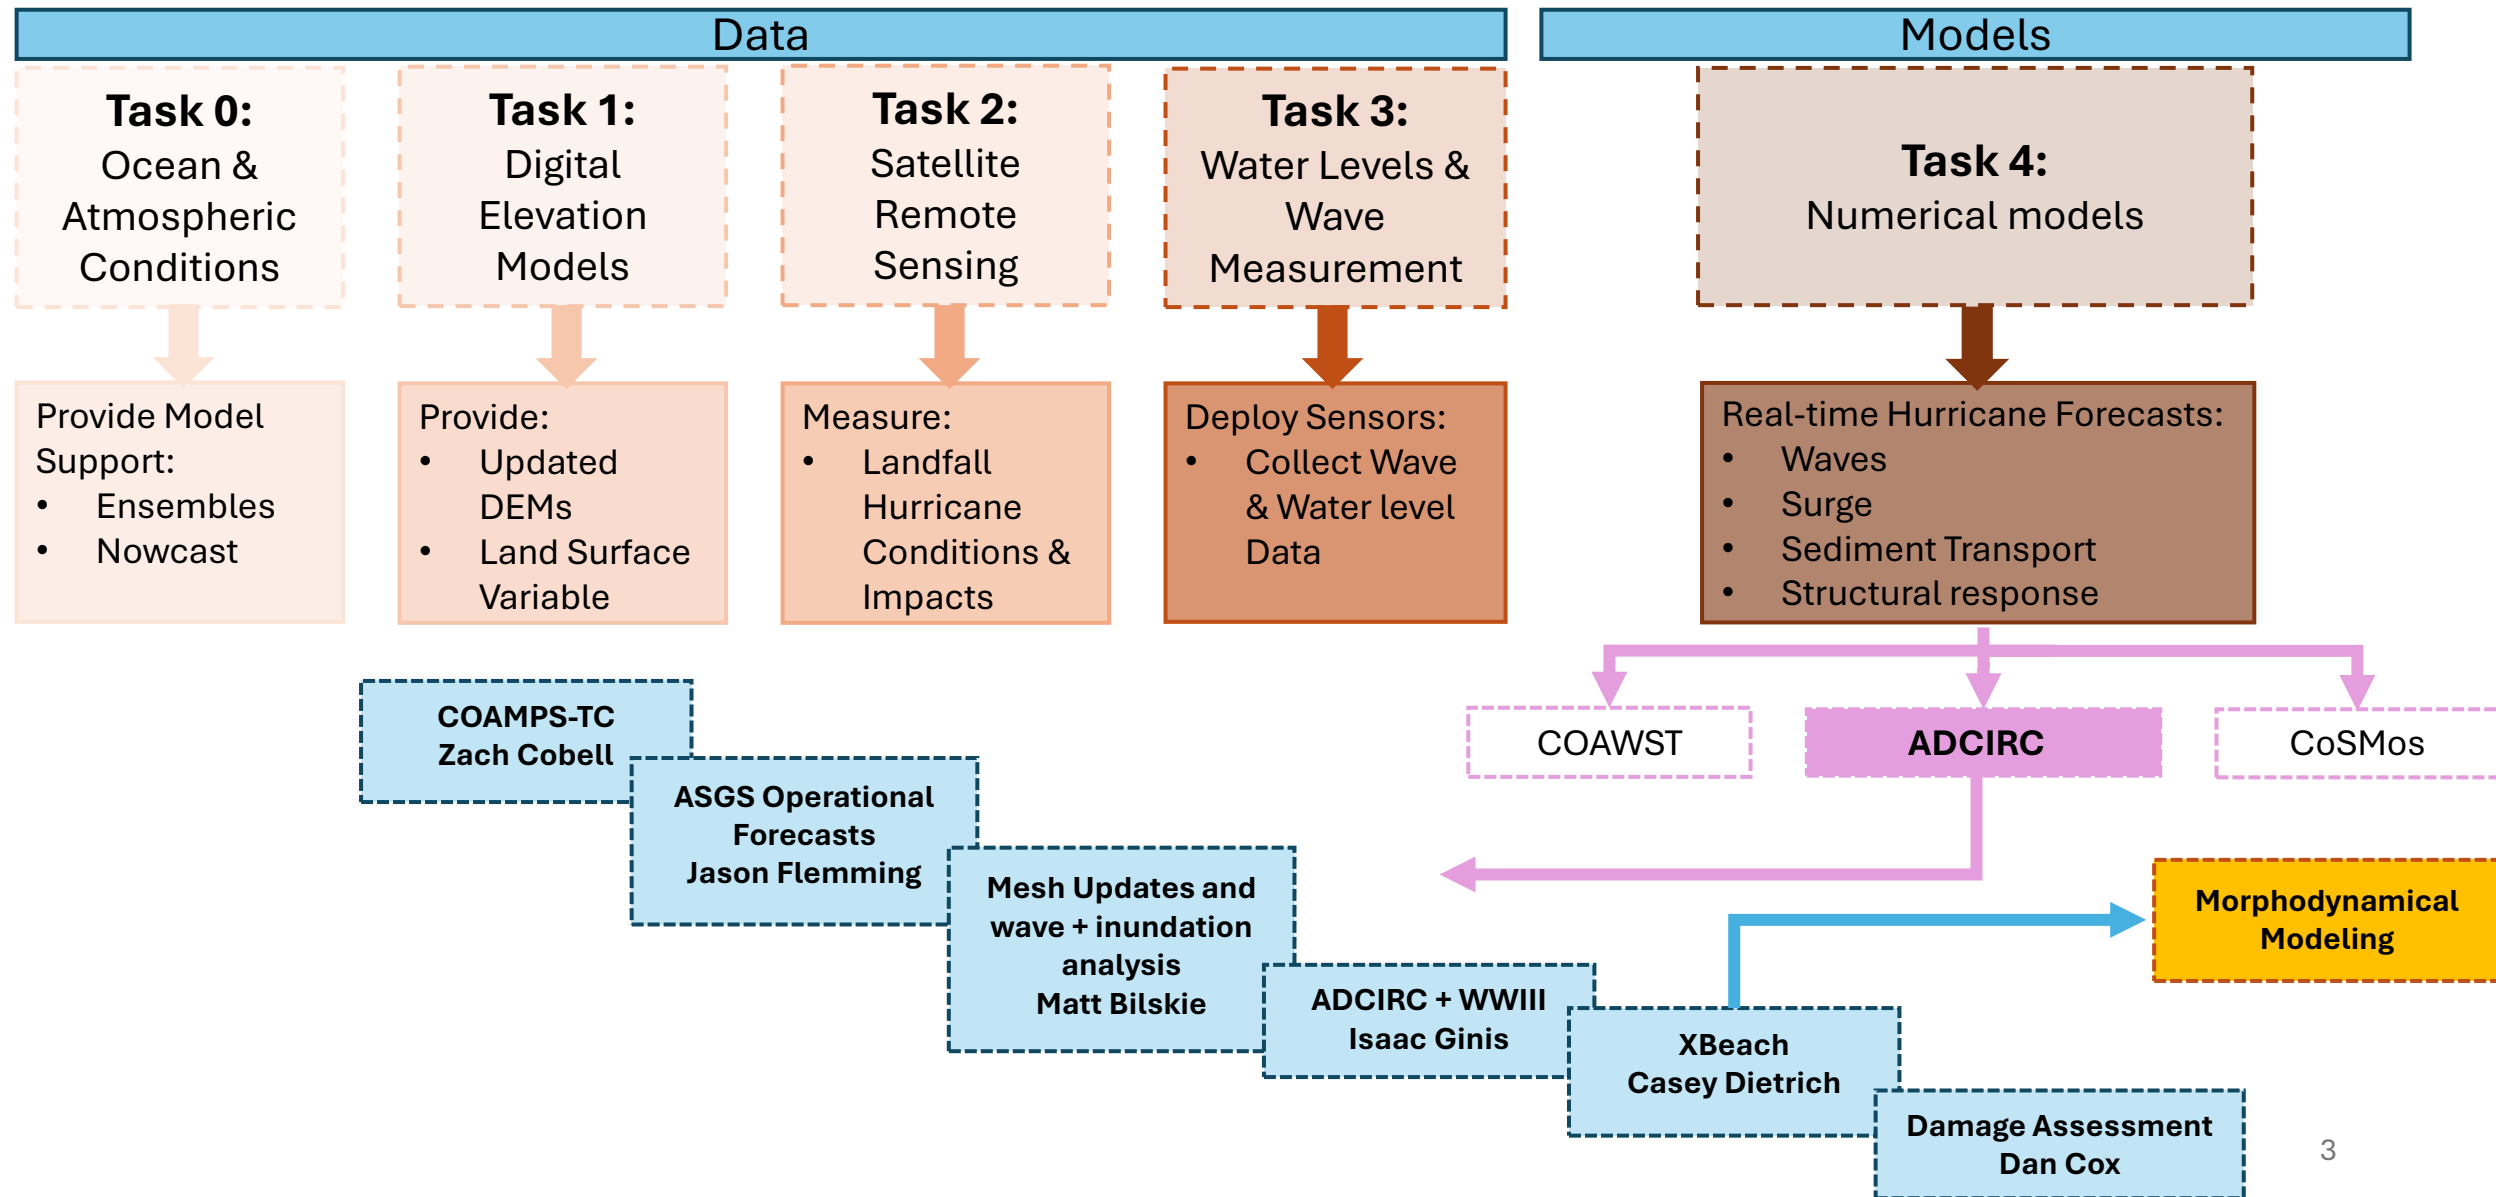 Data
Models
Task 0:
Ocean &
Atmospheric
Conditions
Task 1:
Digital
Elevation
Models
Task 2:
Satellite
Remote
Sensing
Task 3:
Water Levels &
Wave
Measurement
Task 4:
Numerical models
Provide Model
Support:
• Ensembles
• Nowcast
Provide:
• Updated
DEMs
• Land Surface
Variable
Measure:
• Landfall
Hurricane
Conditions &
Impacts
Deploy Sensors:
• Collect Wave
& Water level
Data
Real-time Hurricane Forecasts:
• Waves
• Surge
• Sediment Transport
• Structural response
COAWST
ADCIRC
CoSMos
COAMPS-TC
Zach Cobell
ASGS Operational
Forecasts
Jason Flemming
Mesh Updates and
wave + inundation
analysis
Matt Bilskie
ADCIRC + WWIII
Isaac Ginis
XBeach
Casey Dietrich
Morphodynamical
Modeling
Damage Assessment
Dan Cox
3